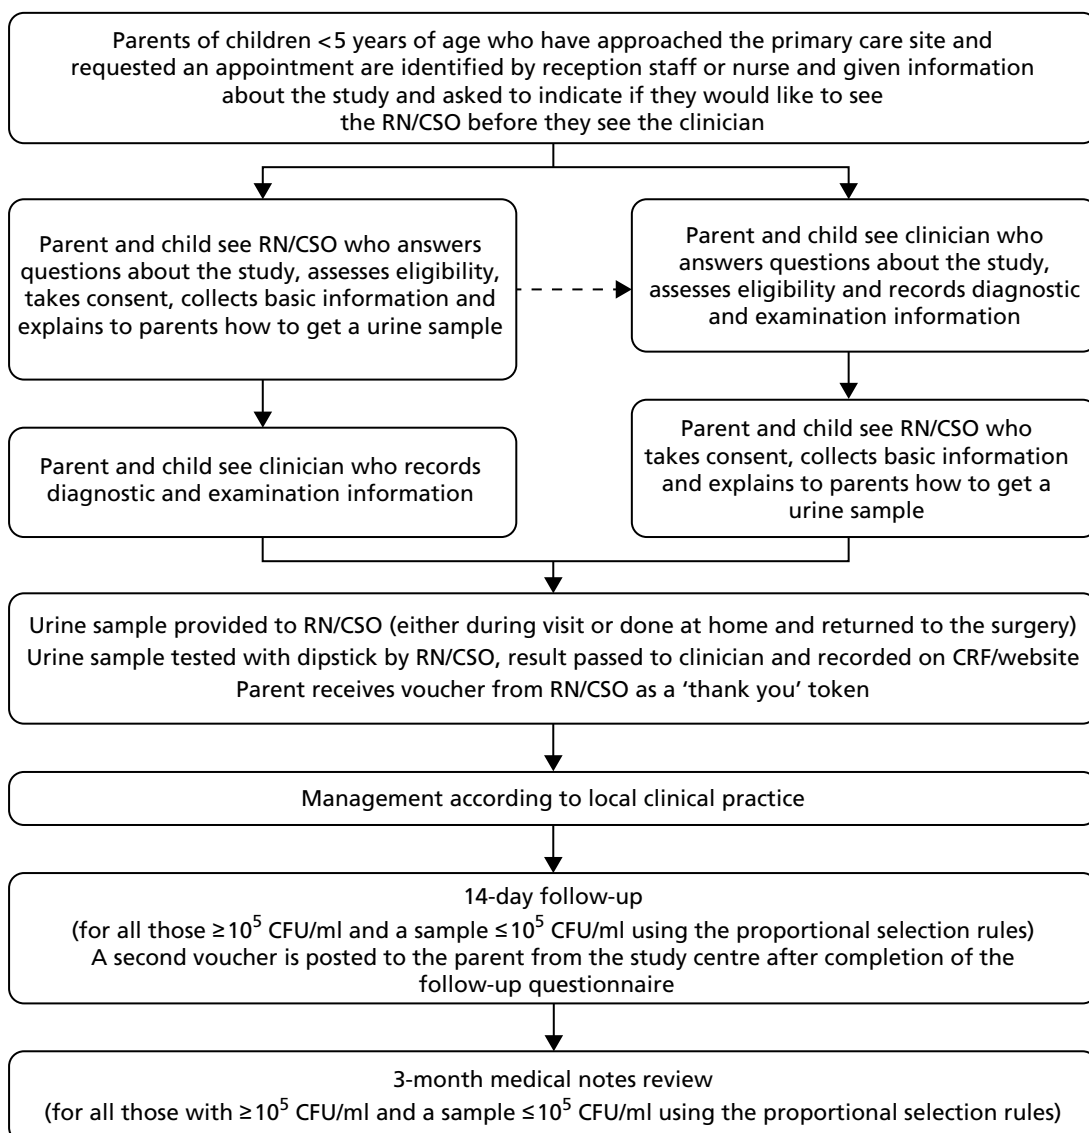 Parents of children <5 years of age who have approached the primary care site and
requested an appointment are identified by reception staff or nurse and given information
about the study and asked to indicate if they would like to see
the RN/CSO before they see the clinician
Parent and child see RN/CSO who answers
questions about the study, assesses eligibility,
takes consent, collects basic information and
explains to parents how to get a urine sample
Parent and child see clinician who
answers questions about the study,
assesses eligibility and records diagnostic
and examination information
Parent and child see clinician who records
diagnostic and examination information
Parent and child see RN/CSO who
takes consent, collects basic information
and explains to parents how to get a
urine sample
Urine sample provided to RN/CSO (either during visit or done at home and returned to the surgery)
Urine sample tested with dipstick by RN/CSO, result passed to clinician and recorded on CRF/website
Parent receives voucher from RN/CSO as a ‘thank you’ token
Management according to local clinical practice
14-day follow-up
(for all those ≥10⁵ CFU/ml and a sample ≤10⁵ CFU/ml using the proportional selection rules)
A second voucher is posted to the parent from the study centre after completion of the
follow-up questionnaire
3-month medical notes review
(for all those with ≥10⁵ CFU/ml and a sample ≤10⁵ CFU/ml using the proportional selection rules)